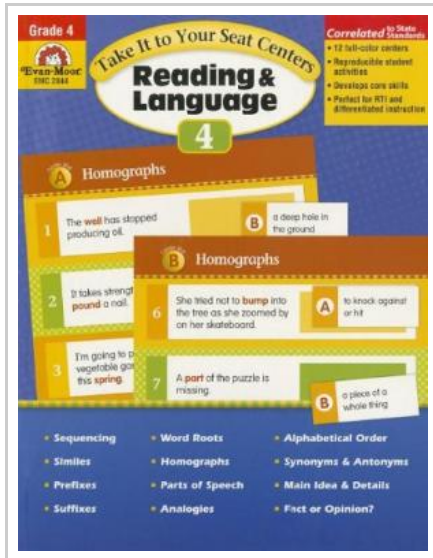 Grade 4
Evan-Moor
EMC 2844
Take It to Your Seat Centers
Reading &
Language
4
Correlated to State Standards
• 12 full-color centers
• Reproducible student
activities
• Develops core skills
• Perfect for RTI and
differentiated instruction
A Homographs
1 The well has stopped
producing oil.
B a deep hole in
the ground
2 It takes
pound a nail.
3 I'm going to
vegetable
this spring.
B Homographs
6 She tried not to bump into
the tree as she zoomed by
on her skateboard.
A to knock against
or hit
7 A part of the puzzle is
missing.
B a piece of a
whole thing
• Sequencing
• Similes
• Prefixes
• Suffixes
• Word Roots
• Homographs
• Parts of Speech
• Analogies
• Alphabetical Order
• Synonyms & Antonyms
• Main Idea & Details
• Fact or Opinion?